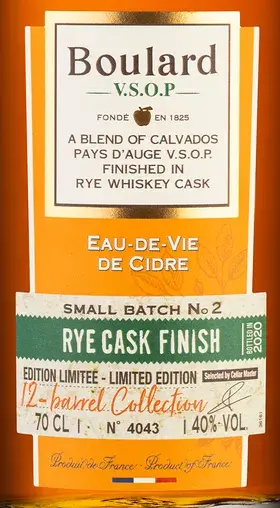 Boulard
V.S.O.P
FONDÉ EN 1825
A BLEND OF CALVADOS
PAYS D'AUGE V.S.O.P.
FINISHED IN
RYE WHISKEY CASK
EAU-DE-VIE
DE CIDRE
SMALL BATCH No 2
RYE CASK FINISH
BOTTLED IN
2020
EDITION LIMITEE - LIMITED EDITION
Selected by Cellar Master
12-barrel Collection
70 CL N° 4043 40%VOL.
Produit de France - Product of France